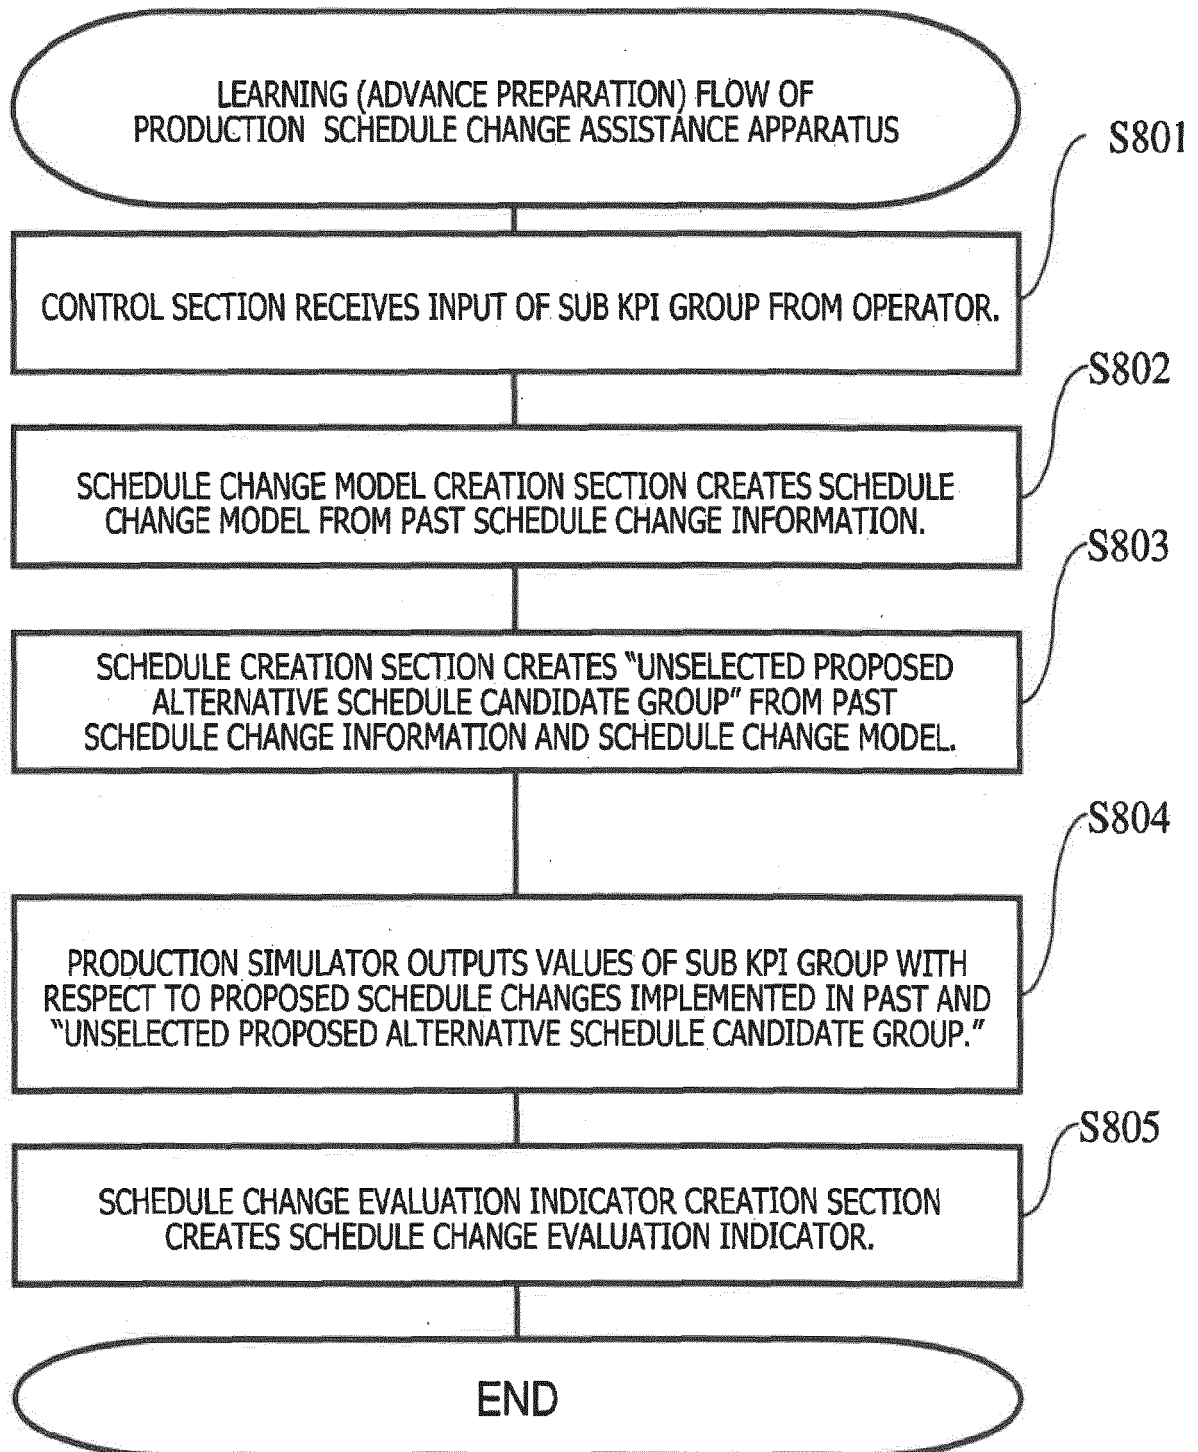 LEARNING (ADVANCE PREPARATION) FLOW OF
PRODUCTION SCHEDULE CHANGE ASSISTANCE APPARATUS
S801
CONTROL SECTION RECEIVES INPUT OF SUB KPI GROUP FROM OPERATOR.
S802
SCHEDULE CHANGE MODEL CREATION SECTION CREATES SCHEDULE
CHANGE MODEL FROM PAST SCHEDULE CHANGE INFORMATION.
S803
SCHEDULE CREATION SECTION CREATES “UNSELECTED PROPOSED
ALTERNATIVE SCHEDULE CANDIDATE GROUP” FROM PAST
SCHEDULE CHANGE INFORMATION AND SCHEDULE CHANGE MODEL.
S804
PRODUCTION SIMULATOR OUTPUTS VALUES OF SUB KPI GROUP WITH
RESPECT TO PROPOSED SCHEDULE CHANGES IMPLEMENTED IN PAST AND
“UNSELECTED PROPOSED ALTERNATIVE SCHEDULE CANDIDATE GROUP.”
S805
SCHEDULE CHANGE EVALUATION INDICATOR CREATION SECTION
CREATES SCHEDULE CHANGE EVALUATION INDICATOR.
END